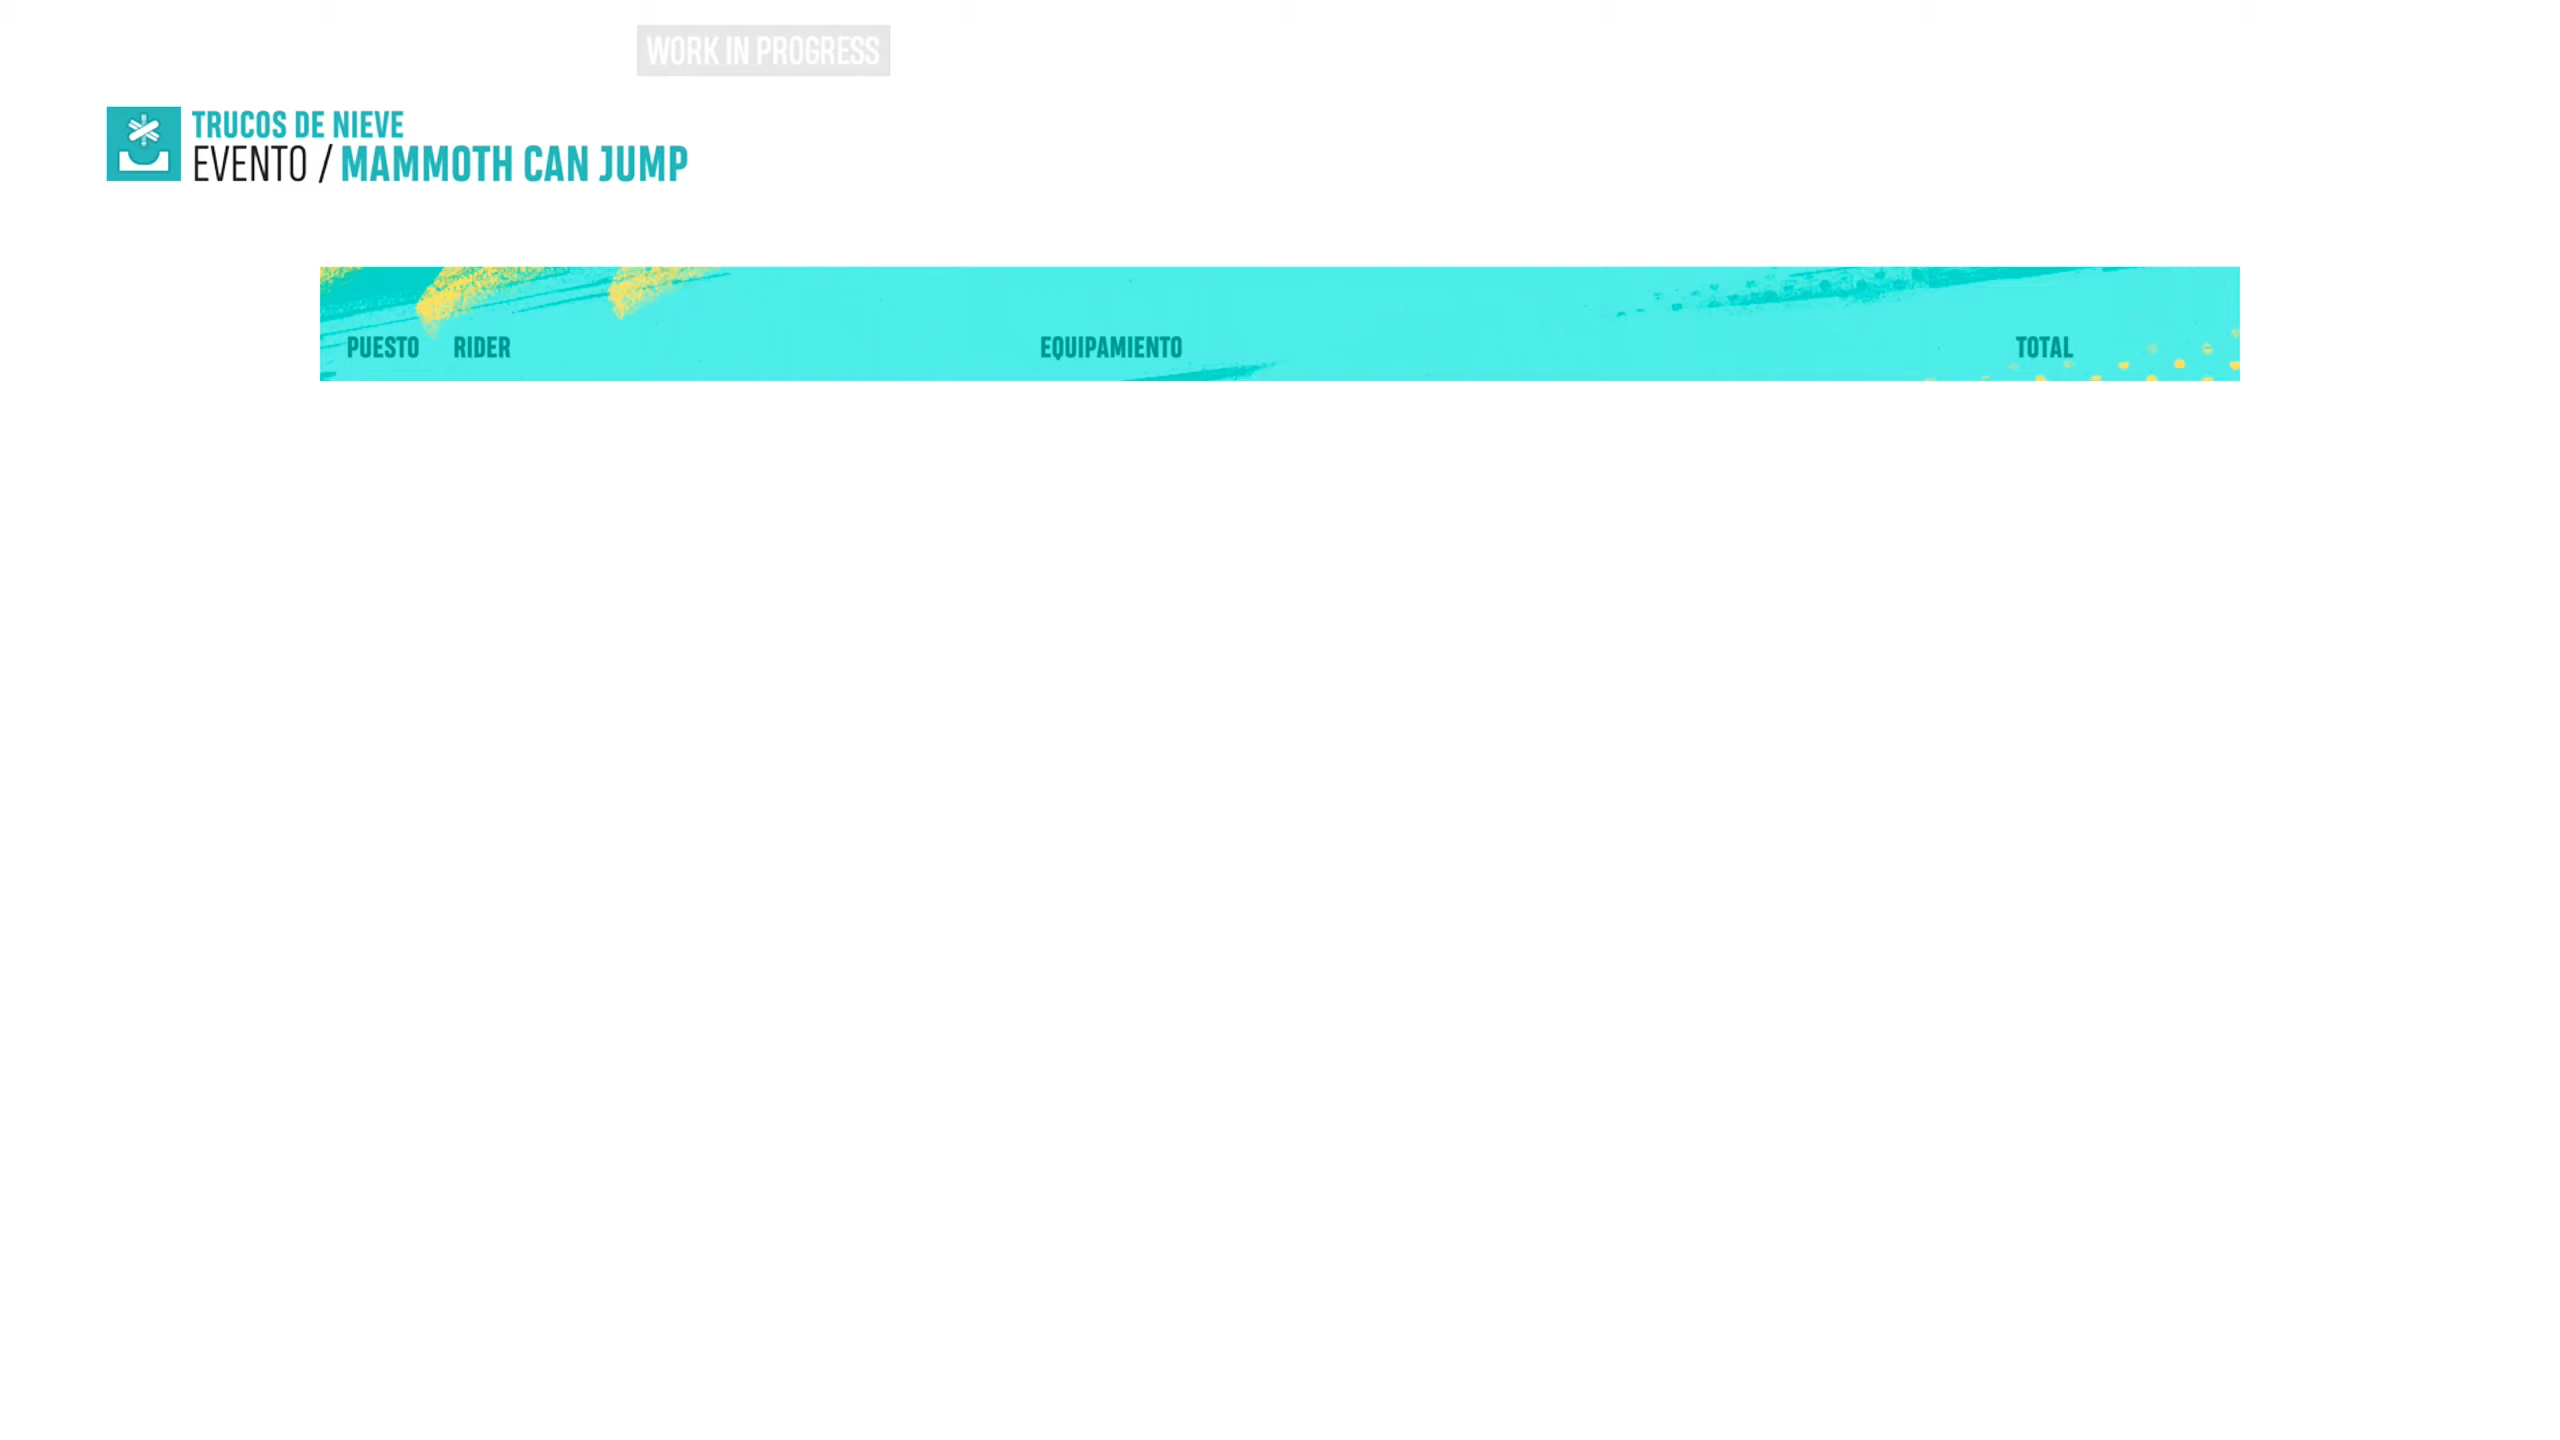 WORK IN PROGRESS
TRUCOS DE NIEVE
EVENTO / MAMMOTH CAN JUMP
PUESTO RIDER EQUIPAMIENTO TOTAL